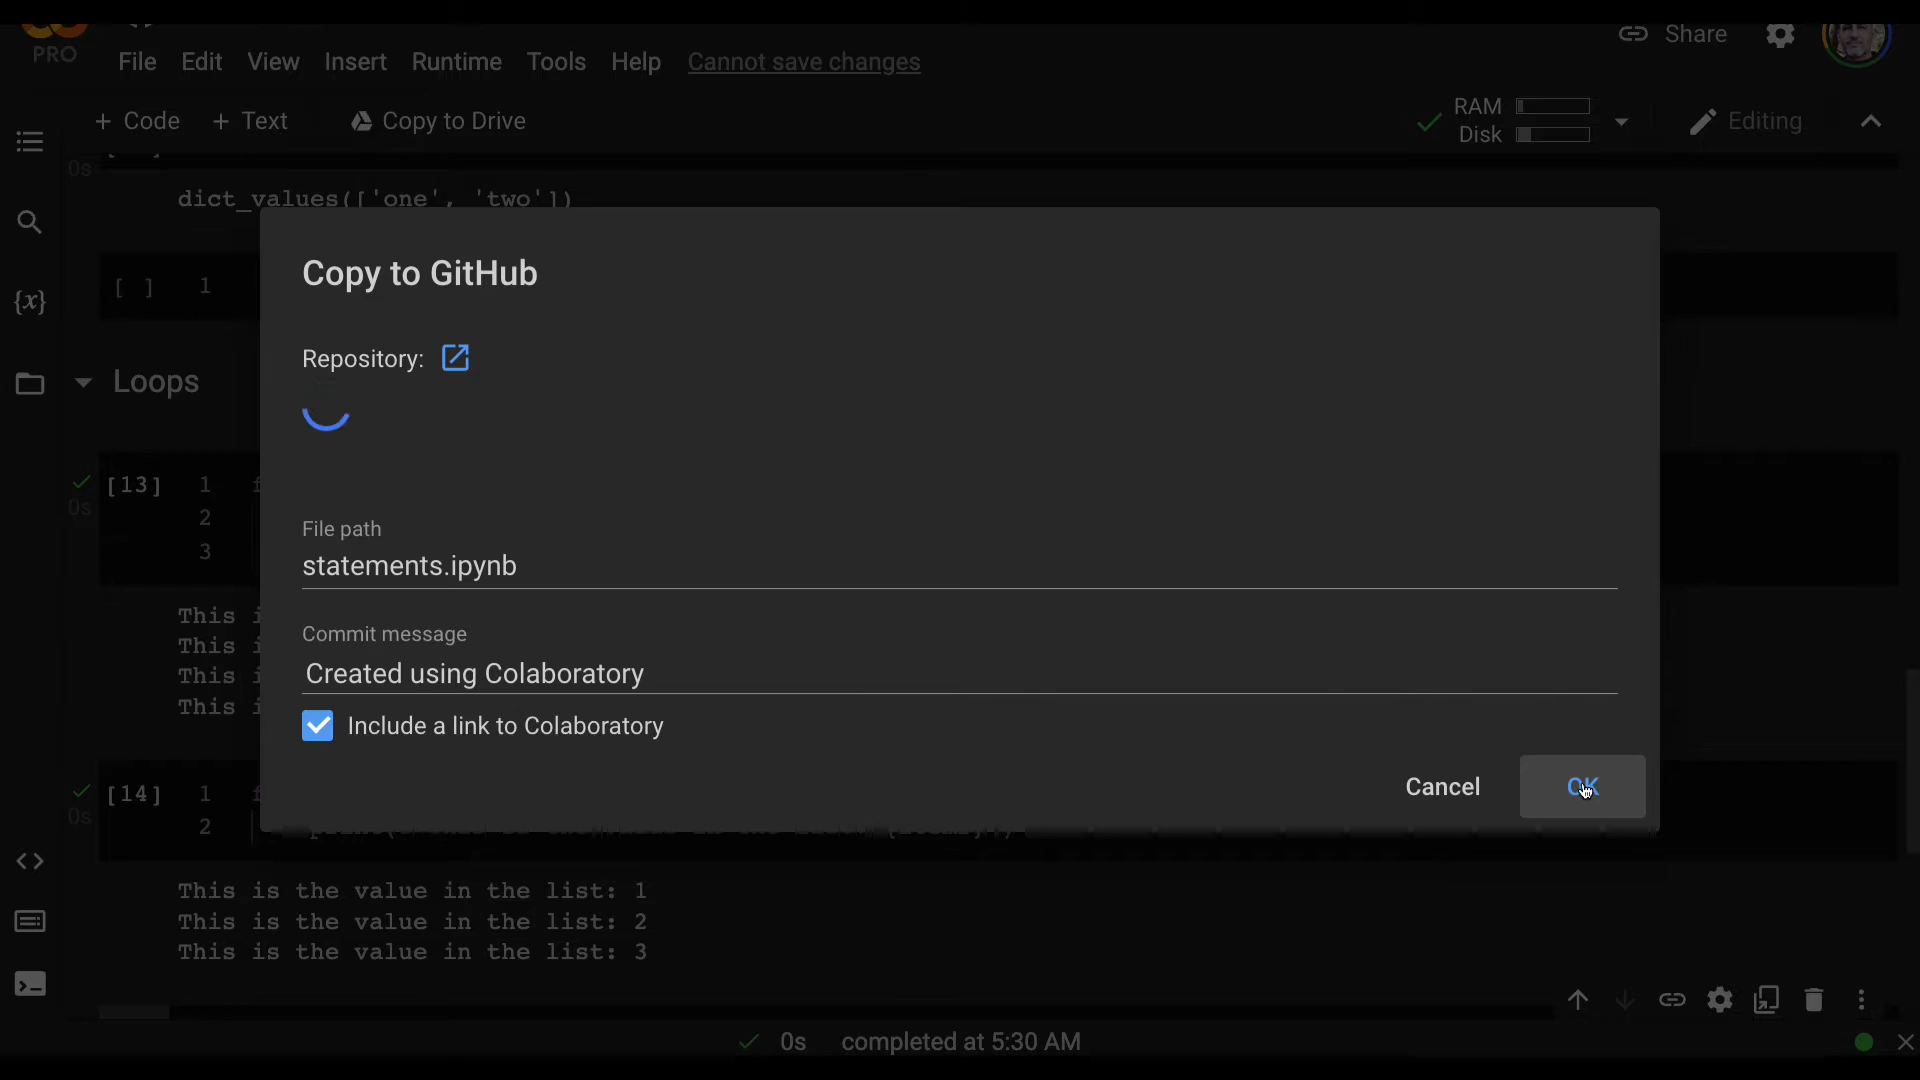 PRO
File Edit View Insert Runtime Tools Help Cannot save changes
Share
+ Code + Text Copy to Drive
RAM
Disk
Editing
0s
dict_values(['one', 'two'])
[ ] 1
Copy to GitHub
Repository:
{x}
Loops
[13] 1
0s
2
3
File path
statements.ipynb
This i
This i
This i
This i
Commit message
Created using Colaboratory
Include a link to Colaboratory
Cancel OK
[14] 1
0s
2
This is the value in the list: 1
This is the value in the list: 2
This is the value in the list: 3
0s completed at 5:30 AM